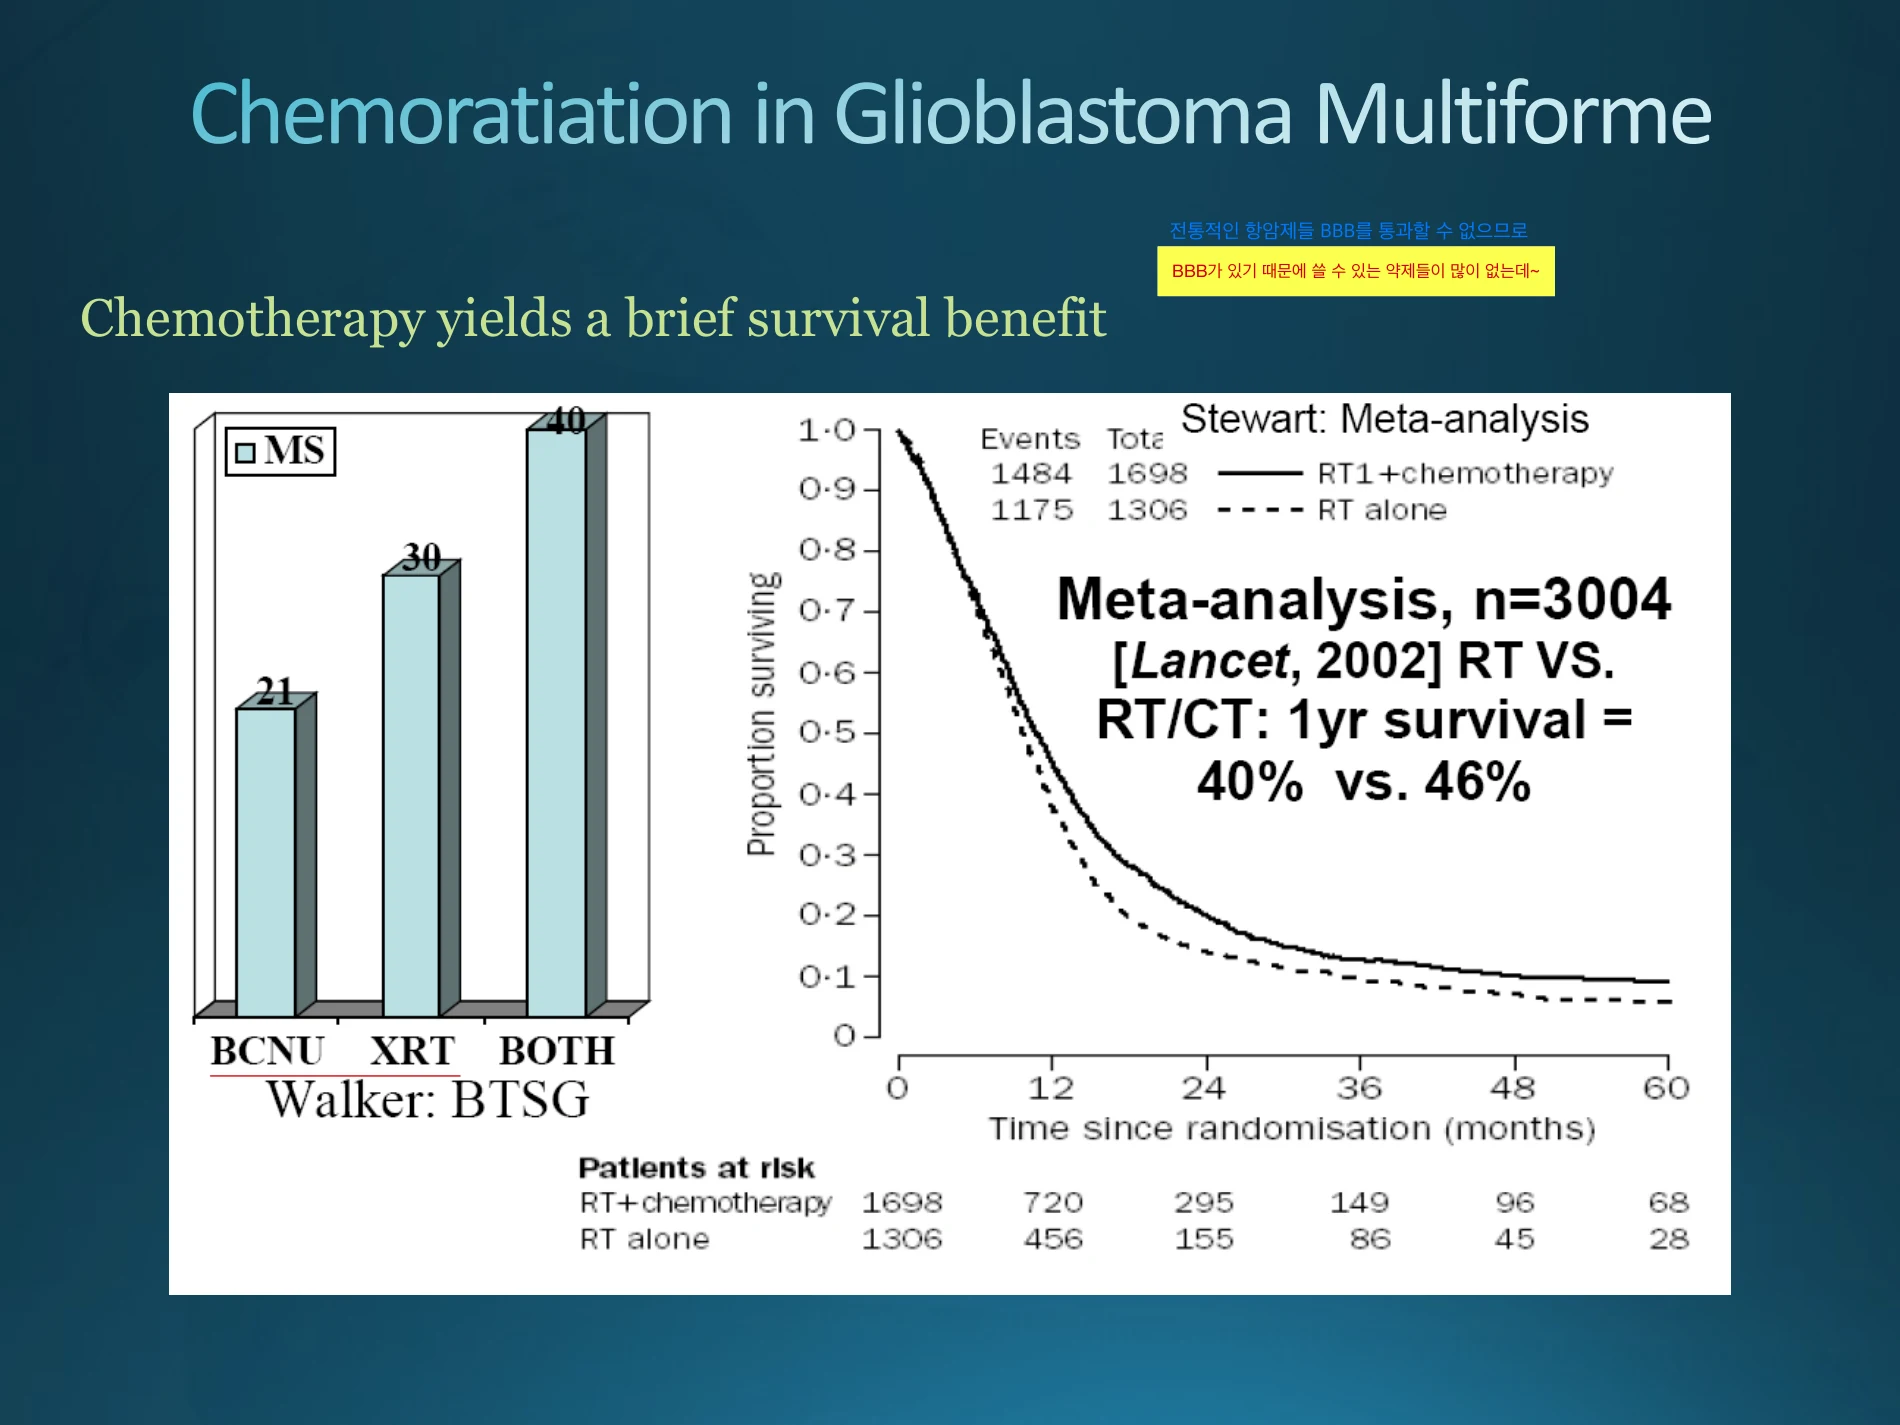 Chemoratiation in Glioblastoma Multiforme
전통적인 항암제들 BBB를 통과할 수 없으므로
BBB가 있기 때문에 쓸 수 있는 약제들이 많이 없는데~
Chemotherapy yields a brief survival benefit
MS
21
30
40
BCNU XRT BOTH
Walker: BTSG
Stewart: Meta-analysis
Events Tota
1484 1698 RT1+chemotherapy
1175 1306 RT alone
Meta-analysis, n=3004
[Lancet, 2002] RT VS.
RT/CT: 1yr survival =
40% vs. 46%
Proportion surviving
1·0
0·9
0·8
0·7
0·6
0·5
0·4
0·3
0·2
0·1
0
0 12 24 36 48 60
Time since randomisation (months)
Patients at risk
RT+chemotherapy 1698 720 295 149 96 68
RT alone 1306 456 155 86 45 28